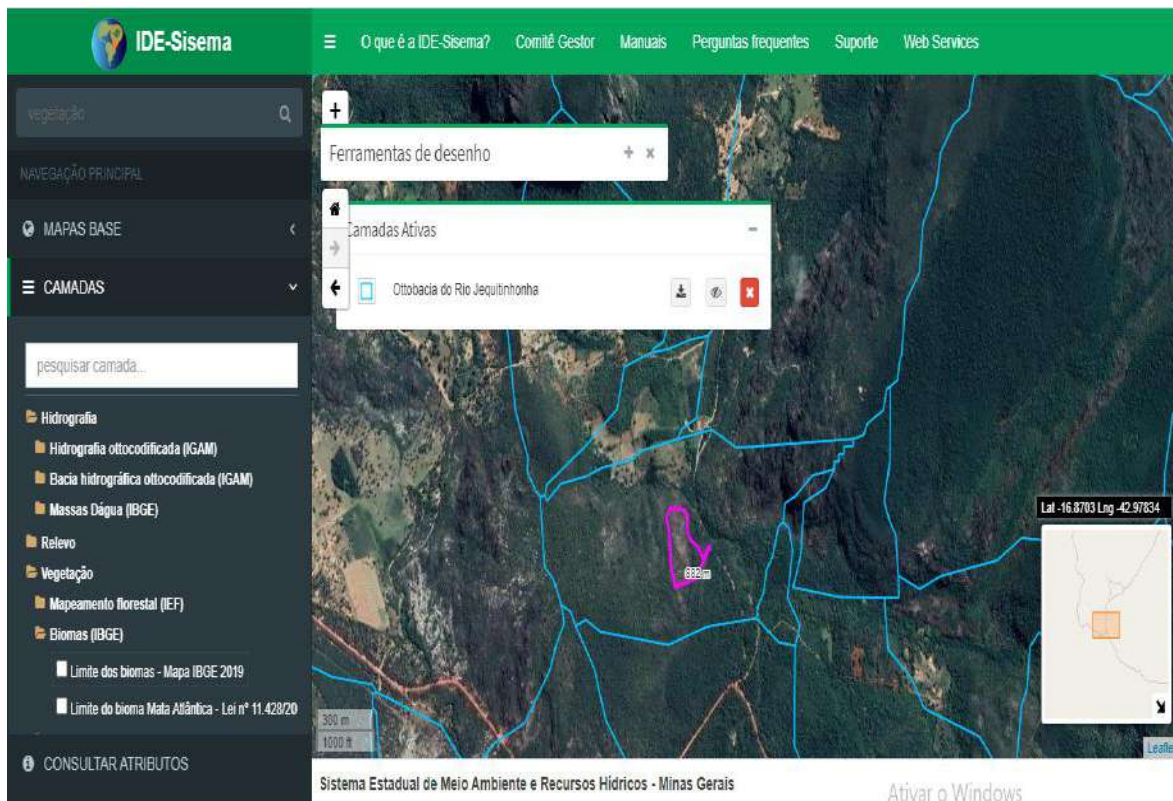 IDE-Sisema
O que é a IDE-Sisema? Comitê Gestor Manuais Perguntas frequentes Suporte Web Services
vegetação
NAVEGAÇÃO PRINCIPAL
MAPAS BASE
CAMADAS
pesquisar camada...
Hidrografia
Hidrografia ottocodificada (IGAM)
Bacia hidrográfica ottocodificada (IGAM)
Massas Dágua (IBGE)
Relevo
Vegetação
Mapeamento florestal (IEF)
Biomas (IBGE)
Limite dos biomas - Mapa IBGE 2019
Limite do bioma Mata Atlântica - Lei nº 11.428/20
CONSULTAR ATRIBUTOS
Ferramentas de desenho
Camadas Ativas
Ottobacia do Rio Jequitinhonha
682 m
Lat -16.8703 Lng -42.97834
300 m
1000 ft
Leafle
Sistema Estadual de Meio Ambiente e Recursos Hídricos - Minas Gerais
Ativar o Windows